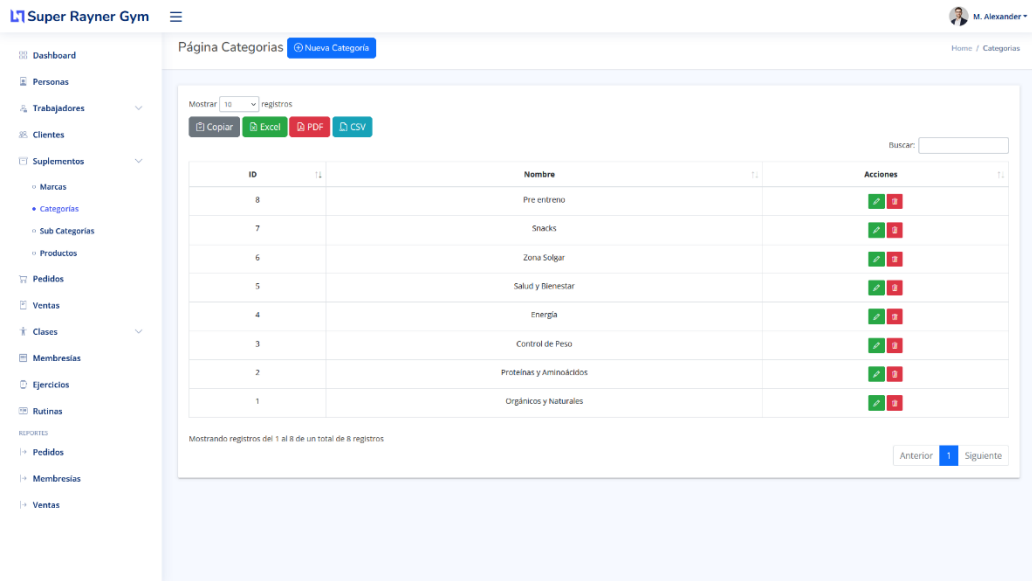 Super Rayner Gym
M. Alexander
Dashboard
Personas
Trabajadores
Clientes
Suplementos
Marcas
Categorías
Sub Categorias
Productos
Pedidos
Ventas
Clases
Membresías
Ejercicios
Rutinas
REPORTES
Pedidos
Membresías
Ventas
Página Categorias
Nueva Categoría
Home / Categorias
Mostrar 10 registros
Copiar Excel PDF CSV
Buscar:
ID Nombre Acciones
8 Pre entreno
7 Snacks
6 Zona Solgar
5 Salud y Bienestar
4 Energía
3 Control de Peso
2 Proteínas y Aminoácidos
1 Orgánicos y Naturales
Mostrando registros del 1 al 8 de un total de 8 registros
Anterior 1 Siguiente